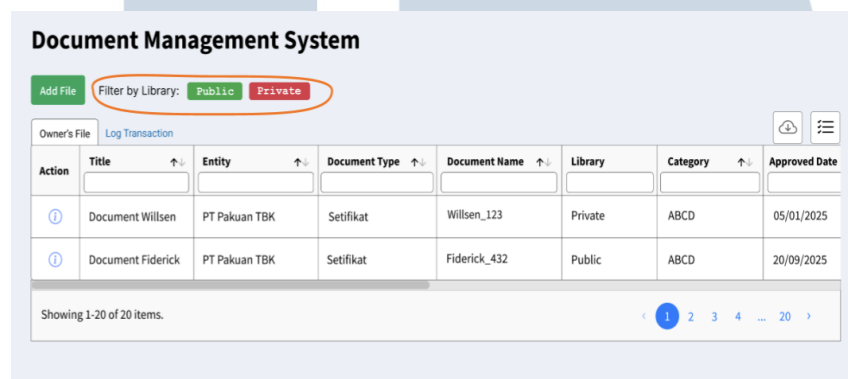 Document Management System
Add File Filter by Library: Public Private
Owner's File Log Transaction
Action Title Entity Document Type Document Name Library Category Approved Date
Document Willsen PT Pakuan TBK Setifikat Willsen_123 Private ABCD 05/01/2025
Document Fiderick PT Pakuan TBK Setifikat Fiderick_432 Public ABCD 20/09/2025
Showing 1-20 of 20 items. ‹ 1 2 3 4 ... 20 ›